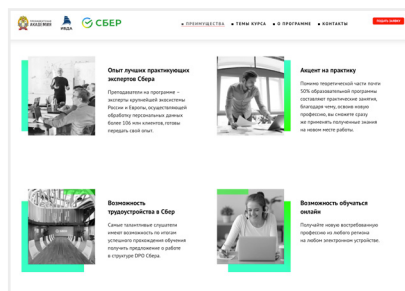 АКАДЕМИЯ
СБЕР
ПРЕИМУЩЕСТВА
ТЕМЫ КУРСА
О ПРОГРАММЕ
КОНТАКТЫ
Опыт лучших практикующих
экспертов Сбера
Преподаватели на программе –
эксперты крупнейшей экосистемы
России и Европы, осуществляющей
обработку персональных данных
более 106 млн клиентов, готовы
передать свой опыт.
Акцент на практику
Помимо теоретической части почти
50% образовательной программы
составляют практические занятия,
благодаря чему, освоив новую
профессию, вы сможете сразу
же применять полученные знания
на новом месте работы.
Возможность
трудоустройства в Сбер
Самые талантливые слушатели
имеют возможность по итогам
успешного прохождения обучения
получить предложение о работе
в структуре DPO Сбера.
Возможность обучаться
онлайн
Получайте новую востребованную
профессию из любого региона
на любом электронном устройстве.